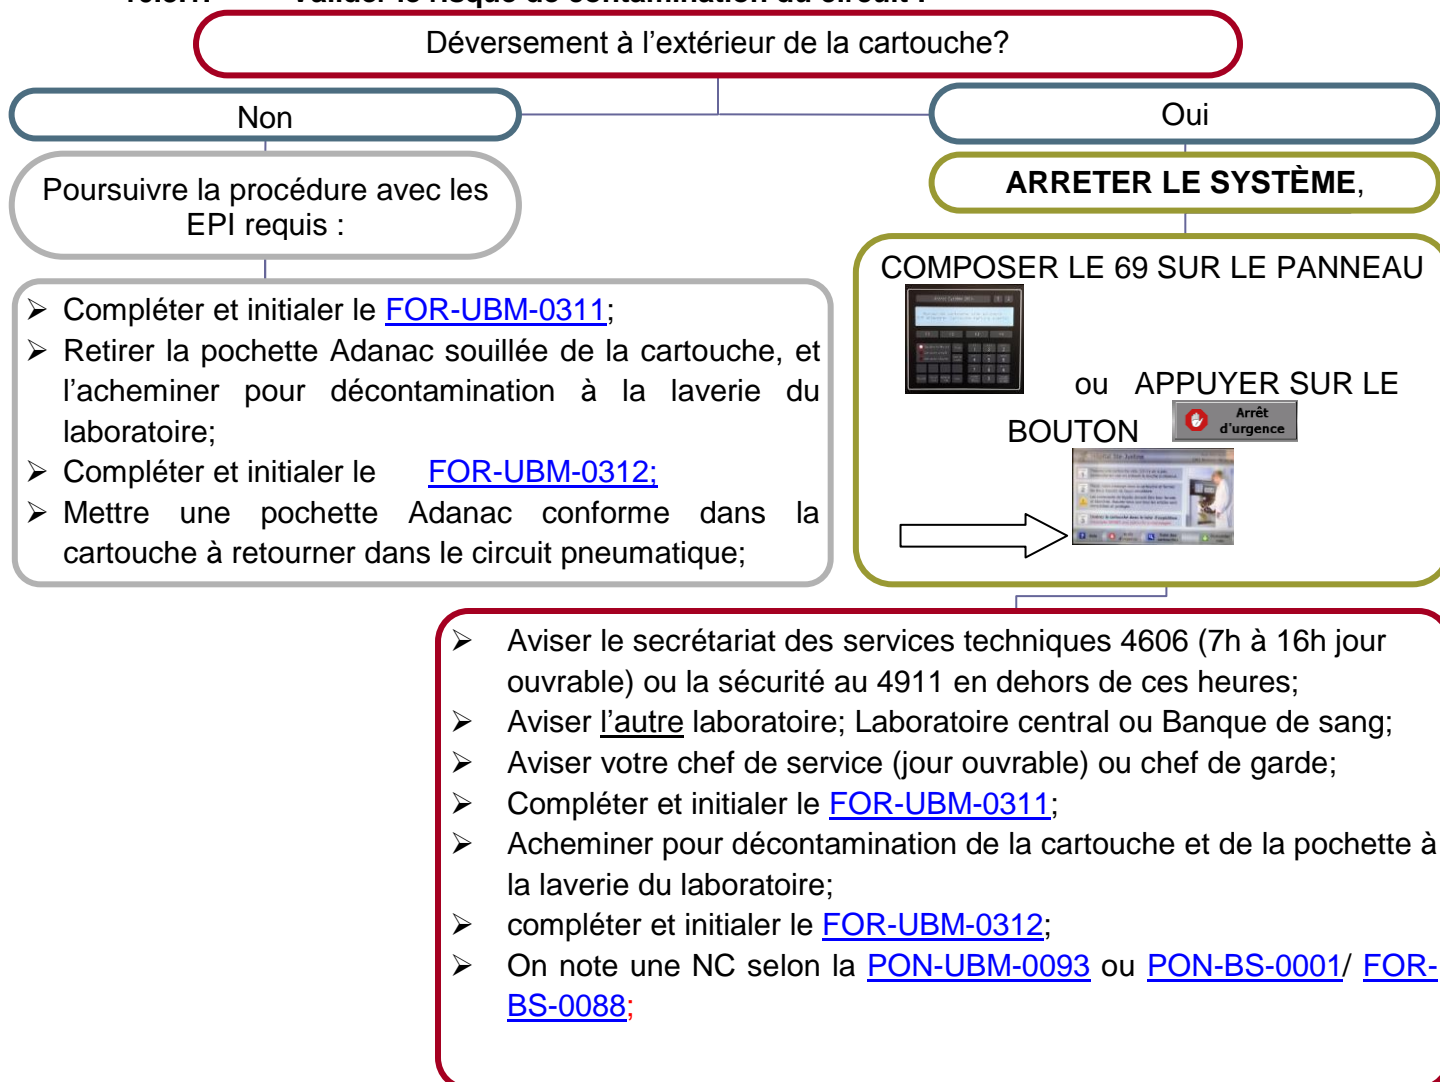 Valider le risque de contamination du circuit :
Déversement à l’extérieur de la cartouche?
Non
Oui
Poursuivre la procédure avec les
EPI requis :
ARRETER LE SYSTÈME,
➢ Compléter et initialer le FOR-UBM-0311;
➢ Retirer la pochette Adanac souillée de la cartouche, et
l’acheminer pour décontamination à la laverie du
laboratoire;
➢ Compléter et initialer le FOR-UBM-0312;
➢ Mettre une pochette Adanac conforme dans la
cartouche à retourner dans le circuit pneumatique;
COMPOSER LE 69 SUR LE PANNEAU
ou APPUYER SUR LE
BOUTON
Arrêt
d'urgence
➢ Aviser le secrétariat des services techniques 4606 (7h à 16h jour
ouvrable) ou la sécurité au 4911 en dehors de ces heures;
➢ Aviser l’autre laboratoire; Laboratoire central ou Banque de sang;
➢ Aviser votre chef de service (jour ouvrable) ou chef de garde;
➢ Compléter et initialer le FOR-UBM-0311;
➢ Acheminer pour décontamination de la cartouche et de la pochette à
la laverie du laboratoire;
➢ compléter et initialer le FOR-UBM-0312;
➢ On note une NC selon la PON-UBM-0093 ou PON-BS-0001/ FOR-
BS-0088;